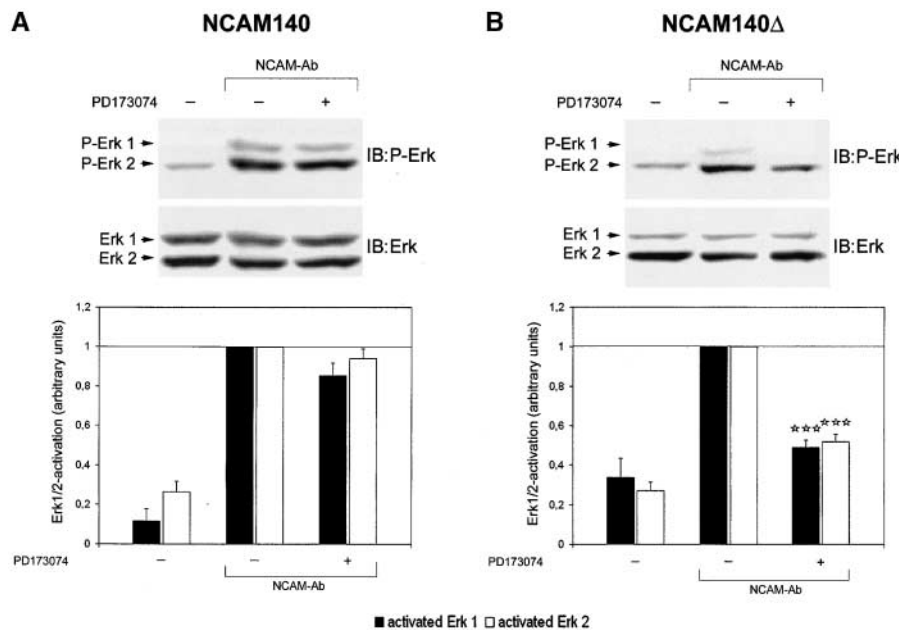 A NCAM140
NCAM-Ab
PD173074 – – +
P-Erk 1
P-Erk 2
IB:P-Erk
Erk 1
Erk 2
IB:Erk
1,2
1
0,8
0,6
0,4
0,2
0
Erk1/2-activation (arbitrary units)
PD173074 – – +
NCAM-Ab
B NCAM140Δ
NCAM-Ab
PD173074 – – +
P-Erk 1
P-Erk 2
IB:P-Erk
Erk 1
Erk 2
IB:Erk
1,2
1
0,8
0,6
0,4
0,2
0
Erk1/2-activation (arbitrary units)
☆☆☆ ☆☆☆
PD173074 – – +
NCAM-Ab
activated Erk 1 activated Erk 2